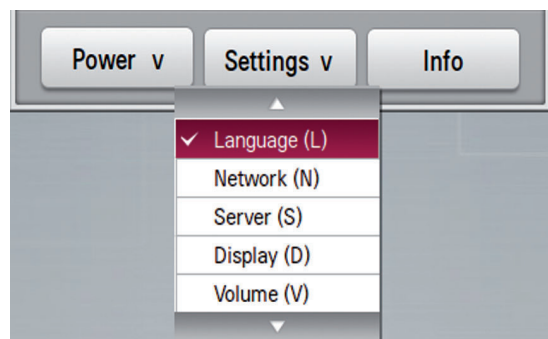 Power v Settings v Info
Language (L)
Network (N)
Server (S)
Display (D)
Volume (V)